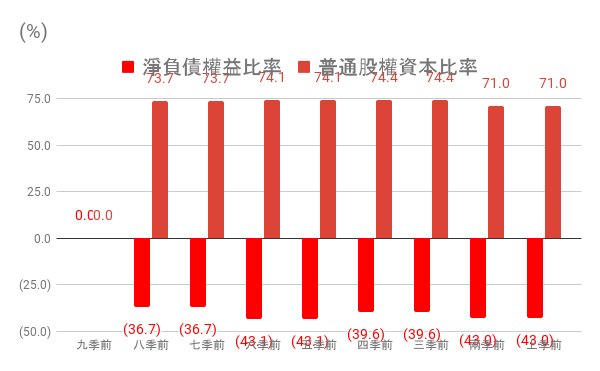 (%)
淨負債權益比率 普通股權資本比率
73.7 73.7 74.1 74.1 74.4 74.4 71.0 71.0
75.0
50.0
25.0
0.0 0.0
0.0
(25.0)
(36.7) (36.7) (43.1) (43.1) (39.6) (39.6) (43.0) (43.0)
(50.0)
九季前 八季前 七季前 六季前 五季前 四季前 三季前 兩季前 上季前